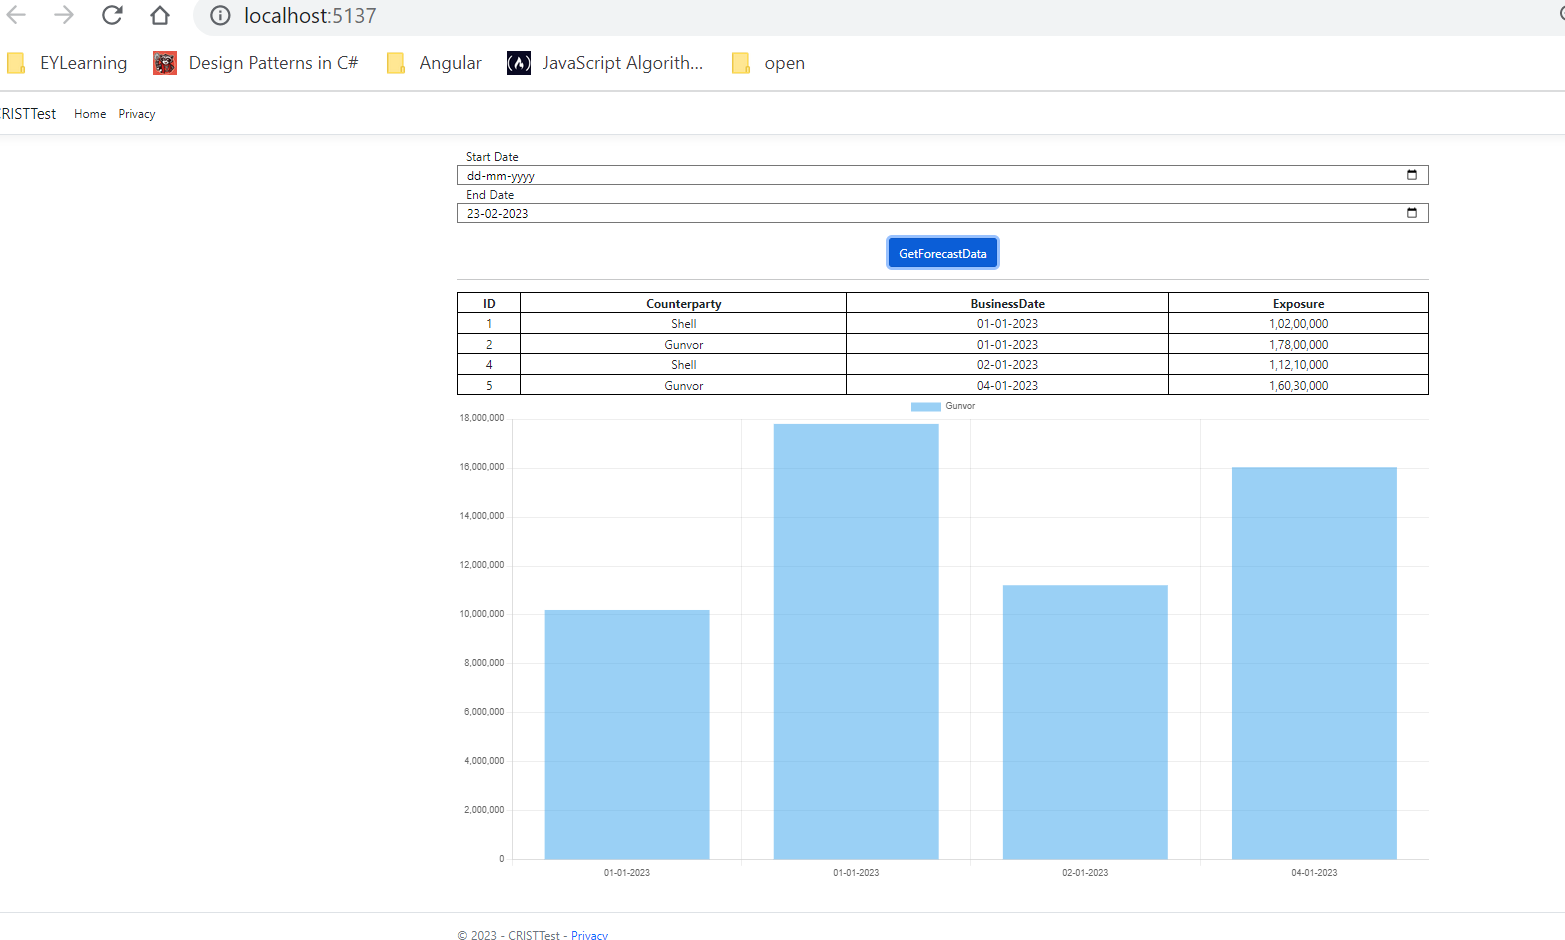 localhost:5137
EYLearning Design Patterns in C# Angular JavaScript Algorith... open
RISTTest Home Privacy
Start Date
dd-mm-yyyy
End Date
23-02-2023
GetForecastData
ID Counterparty BusinessDate Exposure
1 Shell 01-01-2023 1,02,00,000
2 Gunvor 01-01-2023 1,78,00,000
4 Shell 02-01-2023 1,12,10,000
5 Gunvor 04-01-2023 1,60,30,000
Gunvor
18,000,000
16,000,000
14,000,000
12,000,000
10,000,000
8,000,000
6,000,000
4,000,000
2,000,000
0
01-01-2023 01-01-2023 02-01-2023 04-01-2023
© 2023 - CRISTTest - Privacy